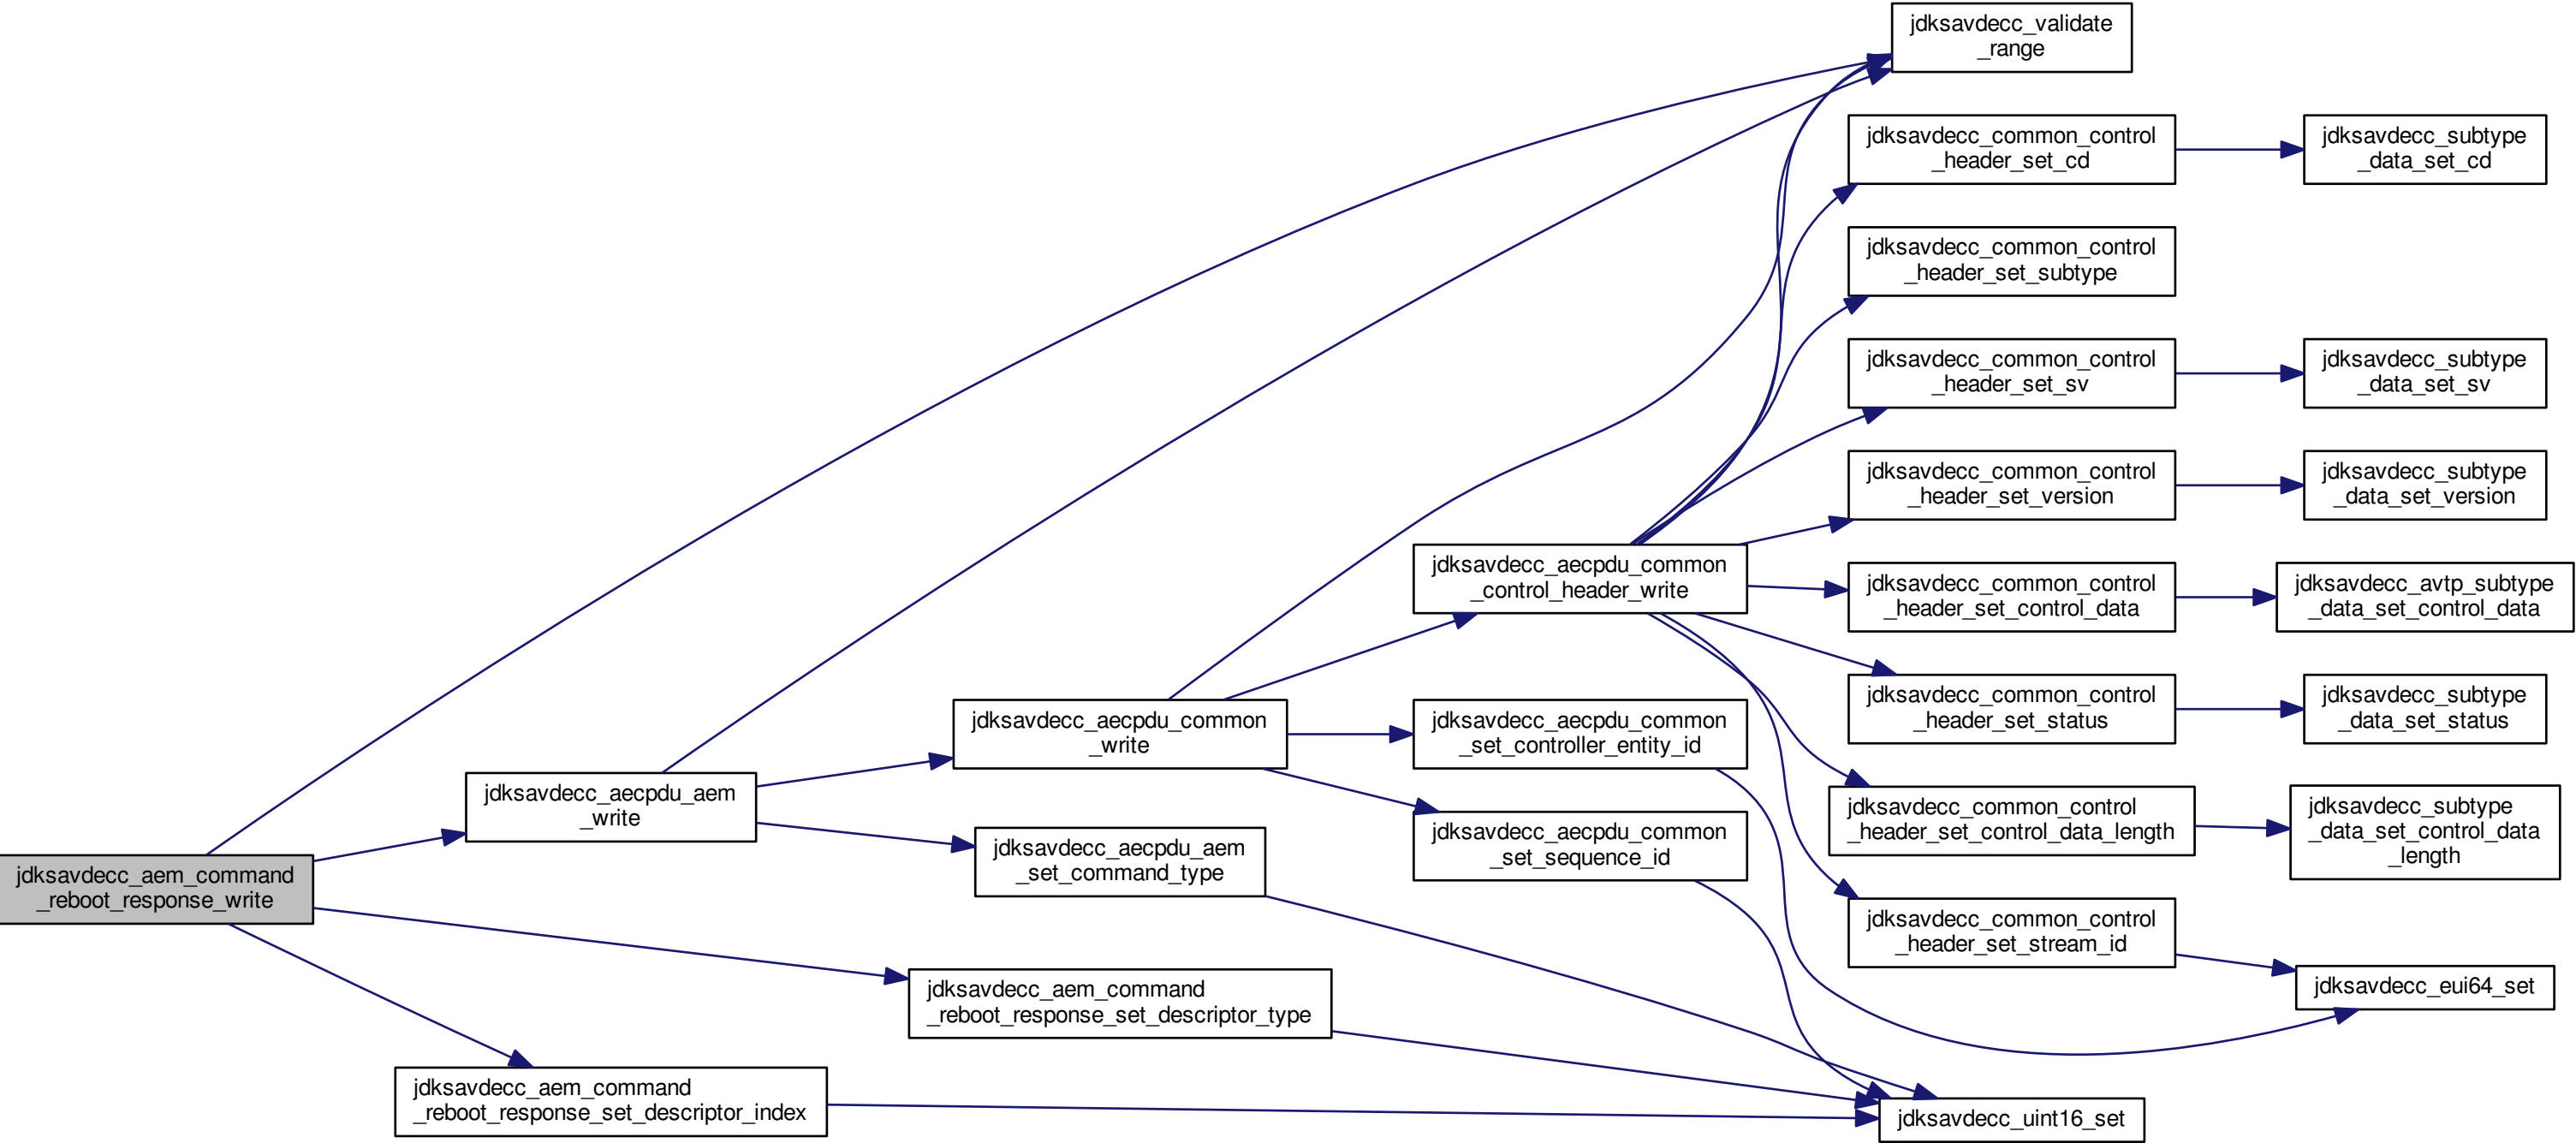 jdksavdecc_validate
_range
jdksavdecc_common_control
_header_set_cd
jdksavdecc_subtype
_data_set_cd
jdksavdecc_common_control
_header_set_subtype
jdksavdecc_common_control
_header_set_sv
jdksavdecc_subtype
_data_set_sv
jdksavdecc_common_control
_header_set_version
jdksavdecc_subtype
_data_set_version
jdksavdecc_aecpdu_common
_control_header_write
jdksavdecc_common_control
_header_set_control_data
jdksavdecc_avtp_subtype
_data_set_control_data
jdksavdecc_common_control
_header_set_status
jdksavdecc_subtype
_data_set_status
jdksavdecc_aecpdu_common
_write
jdksavdecc_aecpdu_common
_set_controller_entity_id
jdksavdecc_aecpdu_aem
_write
jdksavdecc_common_control
_header_set_control_data_length
jdksavdecc_subtype
_data_set_control_data
_length
jdksavdecc_aecpdu_common
_set_sequence_id
jdksavdecc_aecpdu_aem
_set_command_type
jdksavdecc_aem_command
_reboot_response_write
jdksavdecc_common_control
_header_set_stream_id
jdksavdecc_eui64_set
jdksavdecc_aem_command
_reboot_response_set_descriptor_type
jdksavdecc_aem_command
_reboot_response_set_descriptor_index
jdksavdecc_uint16_set